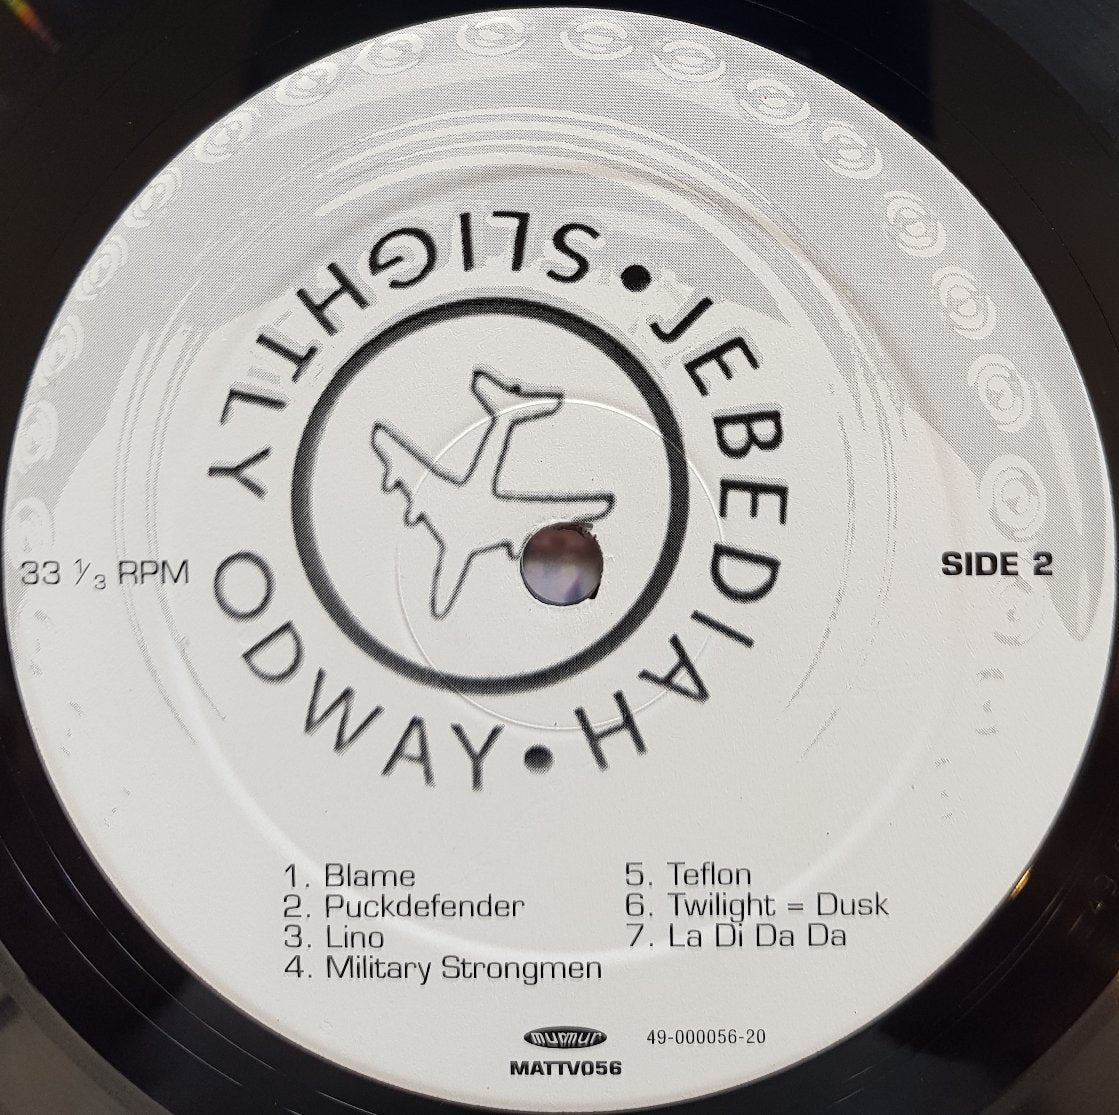 JEBEDIAH • SLIGHTLY ODWAY •
33 1/3 RPM
SIDE 2
1. Blame
2. Puckdefender
3. Lino
4. Military Strongmen
5. Teflon
6. Twilight = Dusk
7. La Di Da Da
murmur
49-000056-20
MATTV056